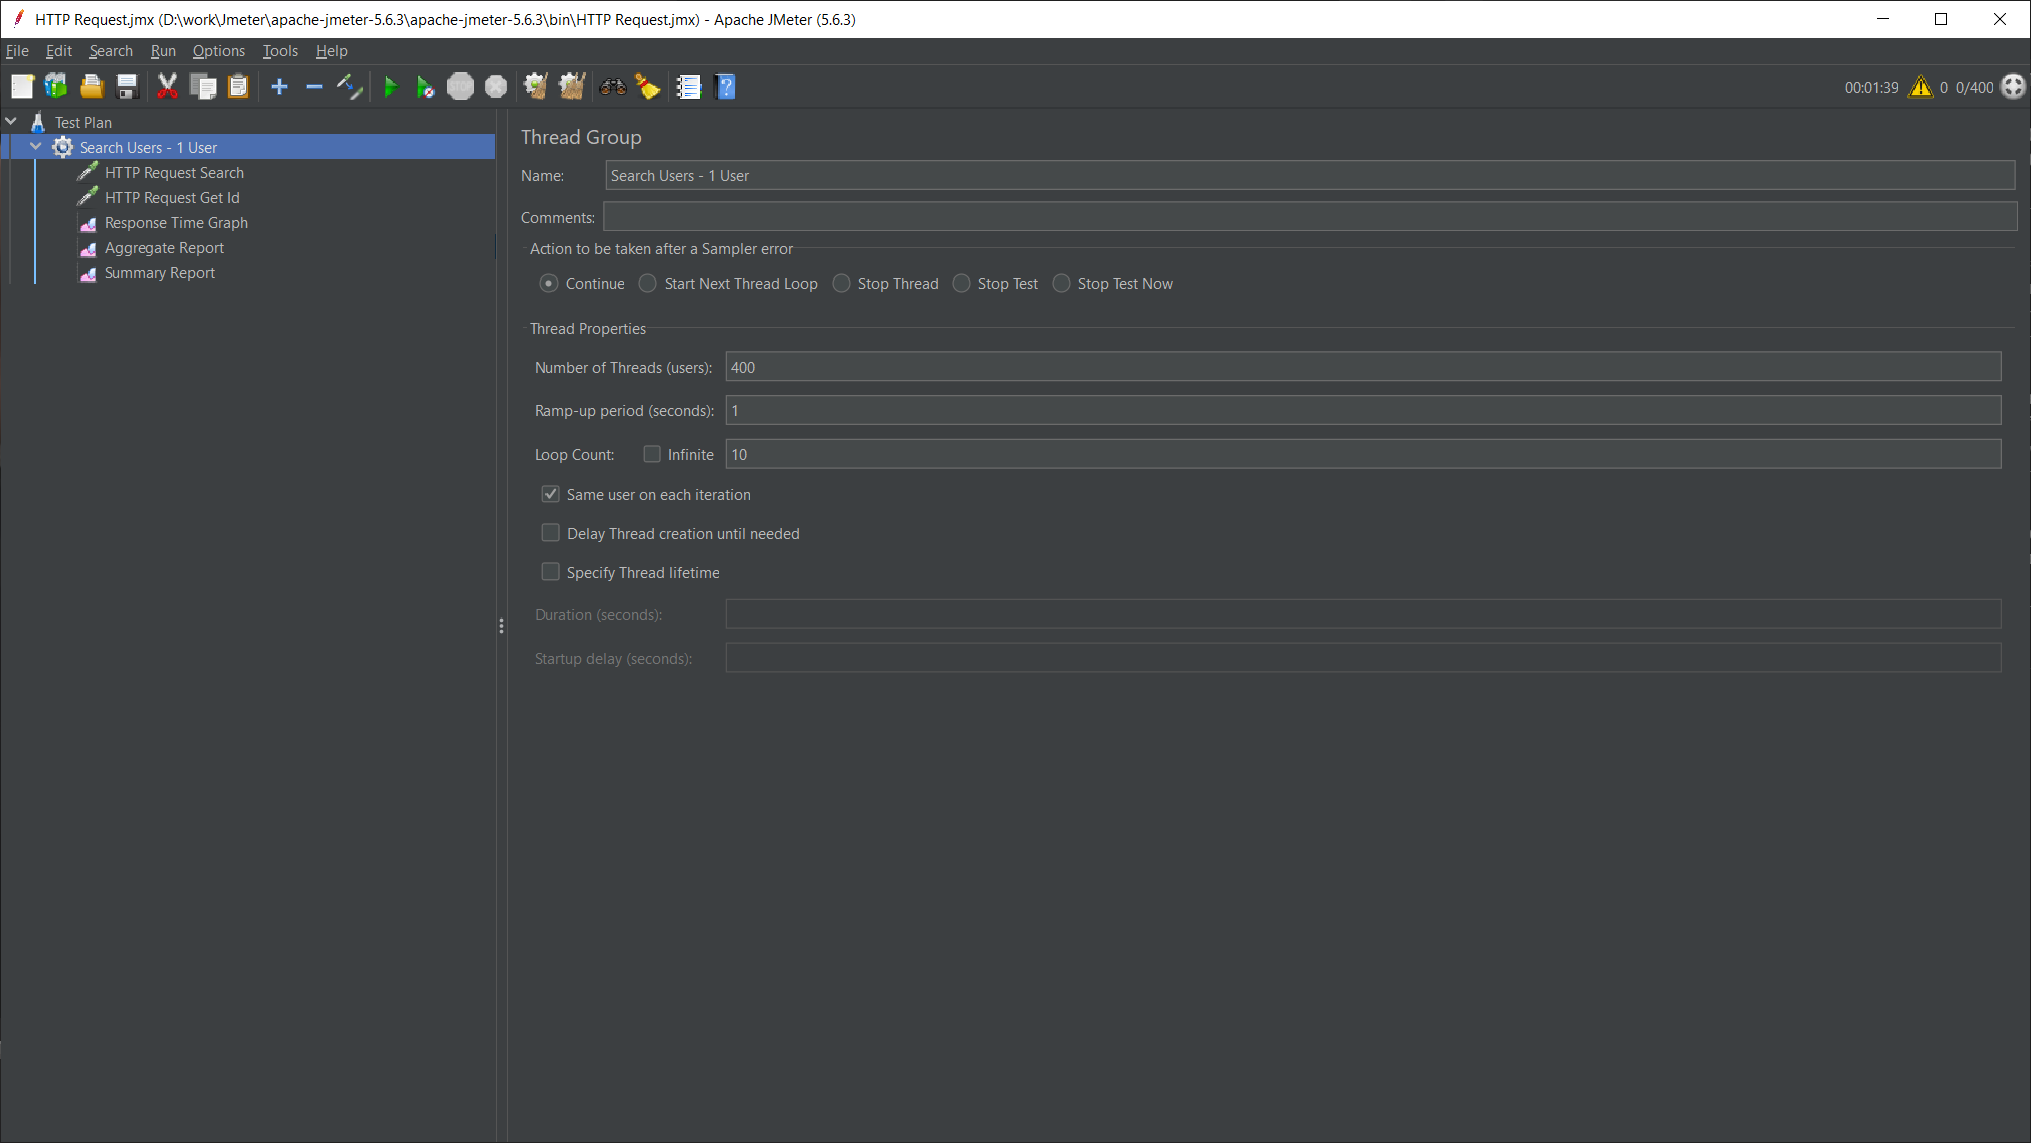 HTTP Request.jmx (D:\work\Jmeter\apache-jmeter-5.6.3\apache-jmeter-5.6.3\bin\HTTP Request.jmx) - Apache JMeter (5.6.3)
File Edit Search Run Options Tools Help
STOP ? 00:01:39 0 0/400
Test Plan
Search Users - 1 User
HTTP Request Search
HTTP Request Get Id
Response Time Graph
Aggregate Report
Summary Report
Thread Group
Name: Search Users - 1 User
Comments:
Action to be taken after a Sampler error
Continue Start Next Thread Loop Stop Thread Stop Test Stop Test Now
Thread Properties
Number of Threads (users): 400
Ramp-up period (seconds): 1
Loop Count: Infinite 10
Same user on each iteration
Delay Thread creation until needed
Specify Thread lifetime
Duration (seconds):
Startup delay (seconds):